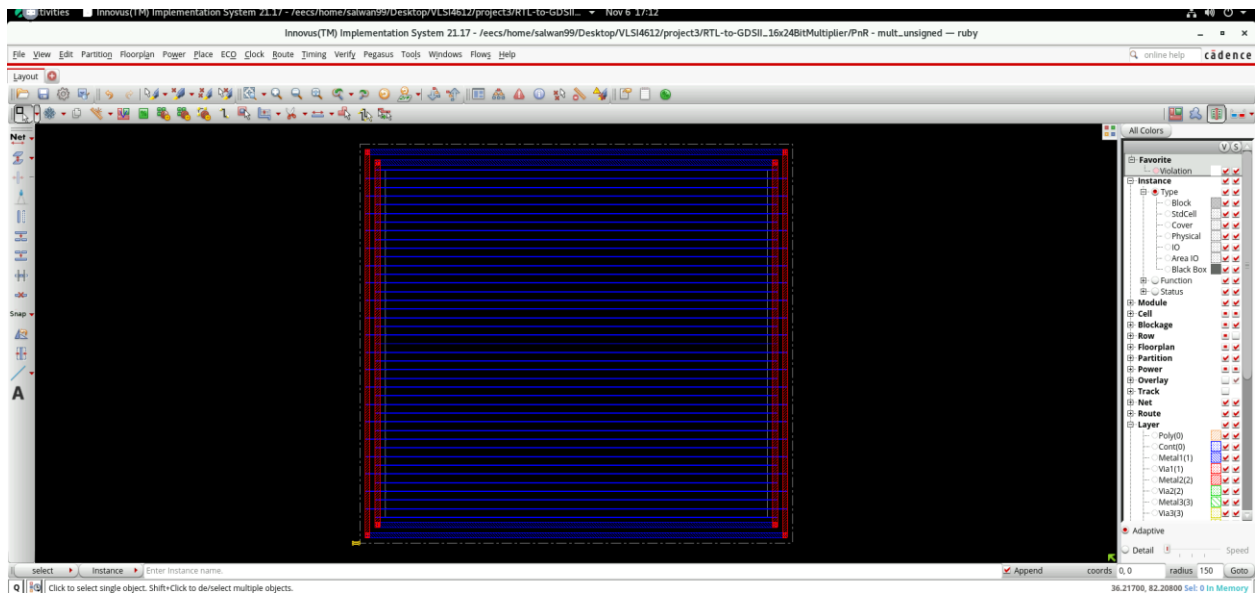 tivities Innovus(TM) Implementation System 21.17 - /eecs/home/salwan99/Desktop/VLSI4612/project3/RTL-to-GDSII... Nov 6 17:12
Innovus(TM) Implementation System 21.17 - /eecs/home/salwan99/Desktop/VLSI4612/project3/RTL-to-GDSII_16x24BitMultiplier/PnR - mult_unsigned — ruby
File View Edit Partition Floorplan Power Place ECO Clock Route Timing Verify Pegasus Tools Windows Flows Help
online help cādence
Layout
All Colors
Net
V S
Favorite
Violation
Instance
Type
Block
StdCell
Cover
Physical
IO
Area IO
Black Box
Function
Status
Snap
Module
Cell
Blockage
Row
Floorplan
Partition
Power
Overlay
A
Track
Net
Route
Layer
Poly(0)
Cont(0)
Metal1(1)
Via1(1)
Metal2(2)
Via2(2)
Metal3(3)
Via3(3)
Adaptive
Detail Speed
select Instance Enter Instance name Append coords 0, 0 radius 150 Goto
Q Click to select single object. Shift+Click to de/select multiple objects. 36.21700, 82.20800 Sel: 0 In Memory